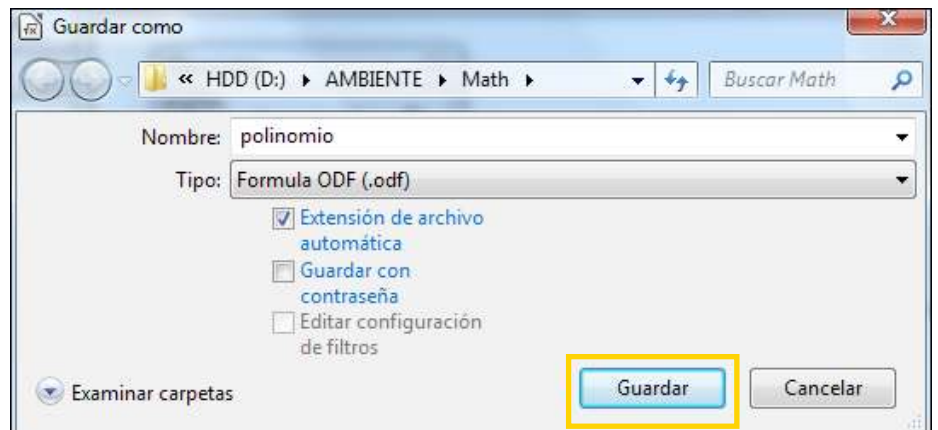 Guardar como
« HDD (D:) ▸ AMBIENTE ▸ Math ▸ Buscar Math
Nombre: polinomio
Tipo: Formula ODF (.odf)
Extensión de archivo
automática
Guardar con
contraseña
Editar configuración
de filtros
Examinar carpetas Guardar Cancelar